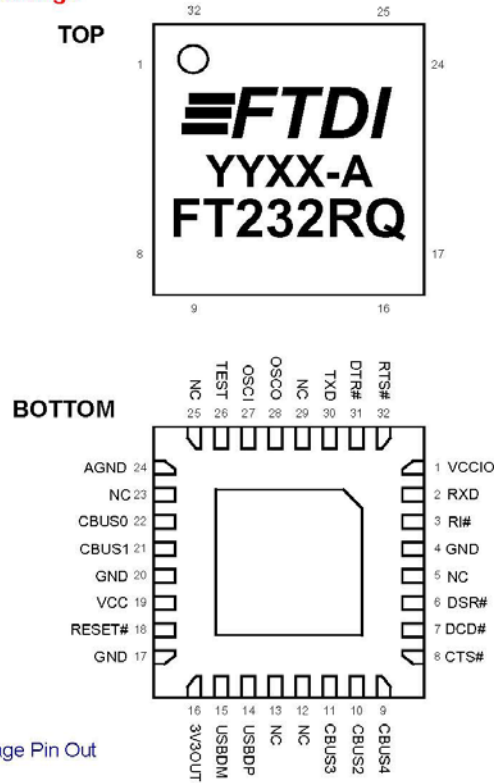 TOP
32 25
1 24
FTDI
YYXX-A
FT232RQ
8 17
9 16
BOTTOM
NC TEST OSCI OSCO NC TXD DTR# RTS#
25 26 27 28 29 30 31 32
AGND 24 1 VCCIO
NC 23 2 RXD
CBUS0 22 3 RI#
CBUS1 21 4 GND
GND 20 5 NC
VCC 19 6 DSR#
RESET# 18 7 DCD#
GND 17 8 CTS#
16 15 14 13 12 11 10 9
3V3OUT USBDM USBDP NC NC CBUS3 CBUS2 CBUS4
Pin Out